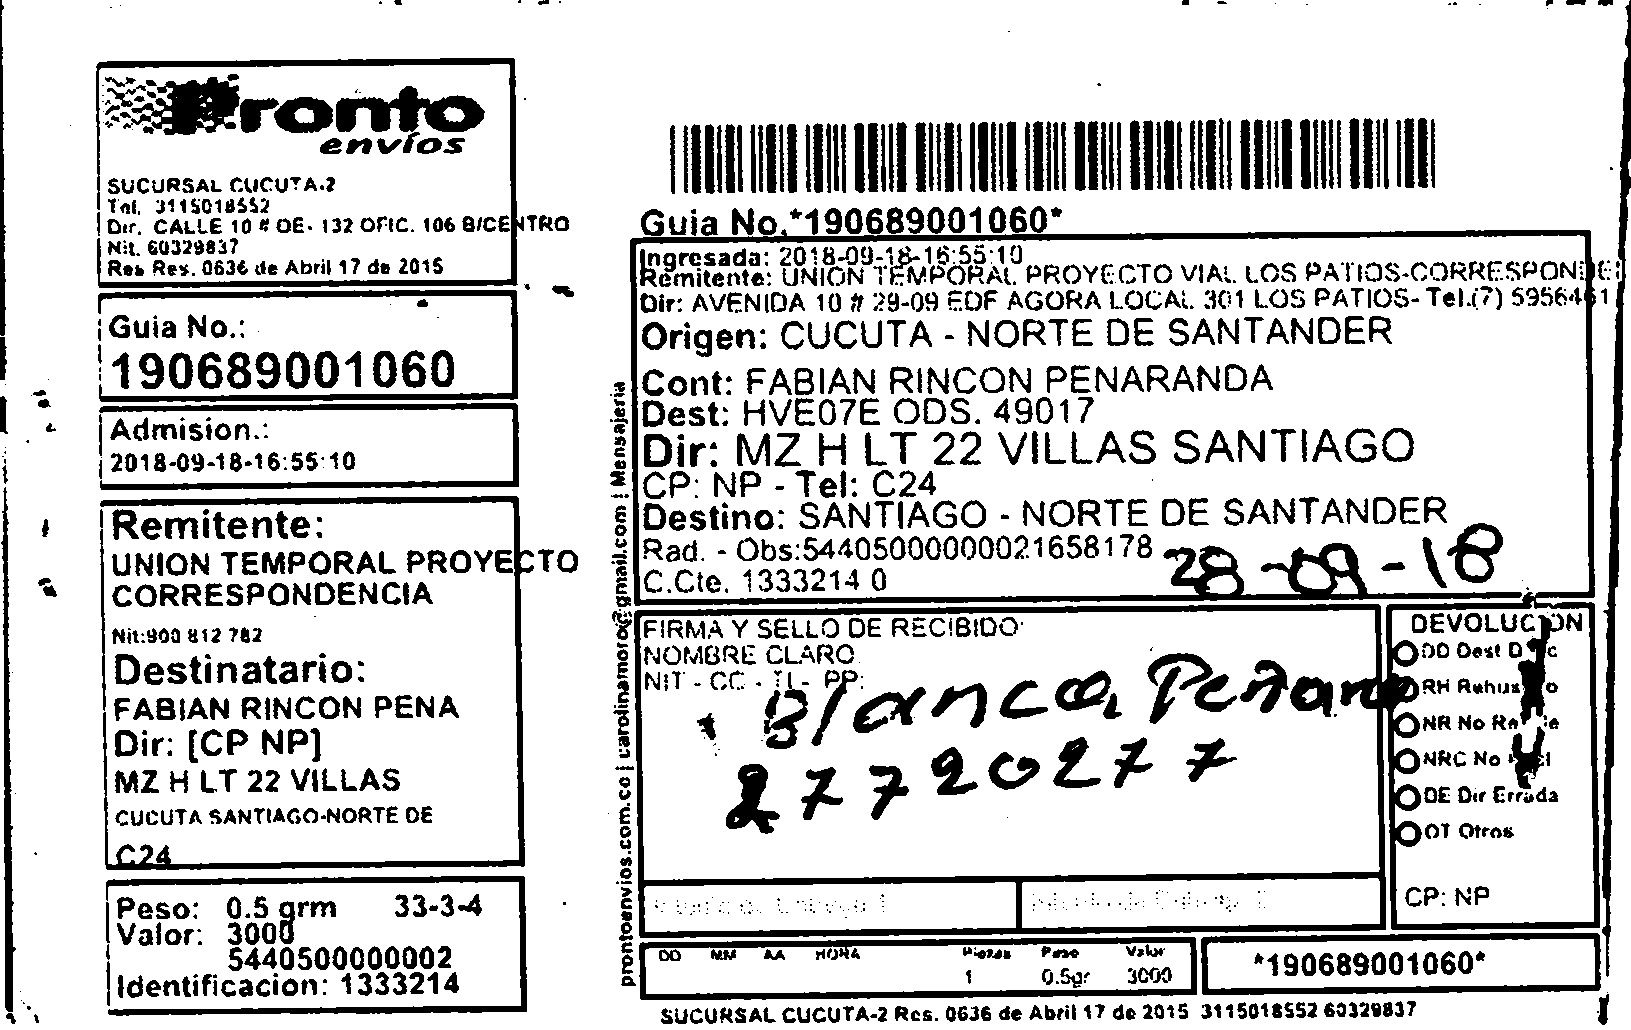 Pronto
envíos
SUCURSAL CUCUTA-2
Tel. 3115018552
Dir. CALLE 10 # OE- 132 OFIC. 106 B/CENTRO
Nit. 60329837
Res Res. 0636 de Abril 17 de 2015
Guia No.:
190689001060
Admision.:
2018-09-18-16:55:10
Remitente:
UNION TEMPORAL PROYECTO
CORRESPONDENCIA
Nit:900 812 782
Destinatario:
FABIAN RINCON PENA
Dir: [CP NP]
MZ H LT 22 VILLAS
CUCUTA SANTIAGO-NORTE DE
C24
Peso: 0.5 grm 33-3-4
Valor: 3000
5440500000002
Identificacion: 1333214
prontoenvios.com.co | carolinamoro@gmail.com | Mensajeria
Guia No.*190689001060*
Ingresada: 2018-09-18-16:55:10
Remitente: UNION TEMPORAL PROYECTO VIAL LOS PATIOS-CORRESPONDE
Dir: AVENIDA 10 # 29-09 EDF AGORA LOCAL 301 LOS PATIOS- Tel.(7) 5956461
Origen: CUCUTA - NORTE DE SANTANDER
Cont: FABIAN RINCON PENARANDA
Dest: HVE07E ODS. 49017
Dir: MZ H LT 22 VILLAS SANTIAGO
CP: NP - Tel: C24
Destino: SANTIAGO - NORTE DE SANTANDER
Rad. - Obs:54405000000021658178
C.Cte. 1333214 0
28-09-18
FIRMA Y SELLO DE RECIBIDO
NOMBRE CLARO
NIT - CC - TI - PP:
Blanca Peñaran
27720277
DEVOLUCION
DD Dest
RH Rehus
NR No
NRC No
DE Dir Errada
OT Otros
CP: NP
DD MM AA HORA Piezas Peso Valor
1 0.5gr 3000
*190689001060*
SUCURSAL CUCUTA-2 Res. 0636 de Abril 17 de 2015 3115018552 60329837